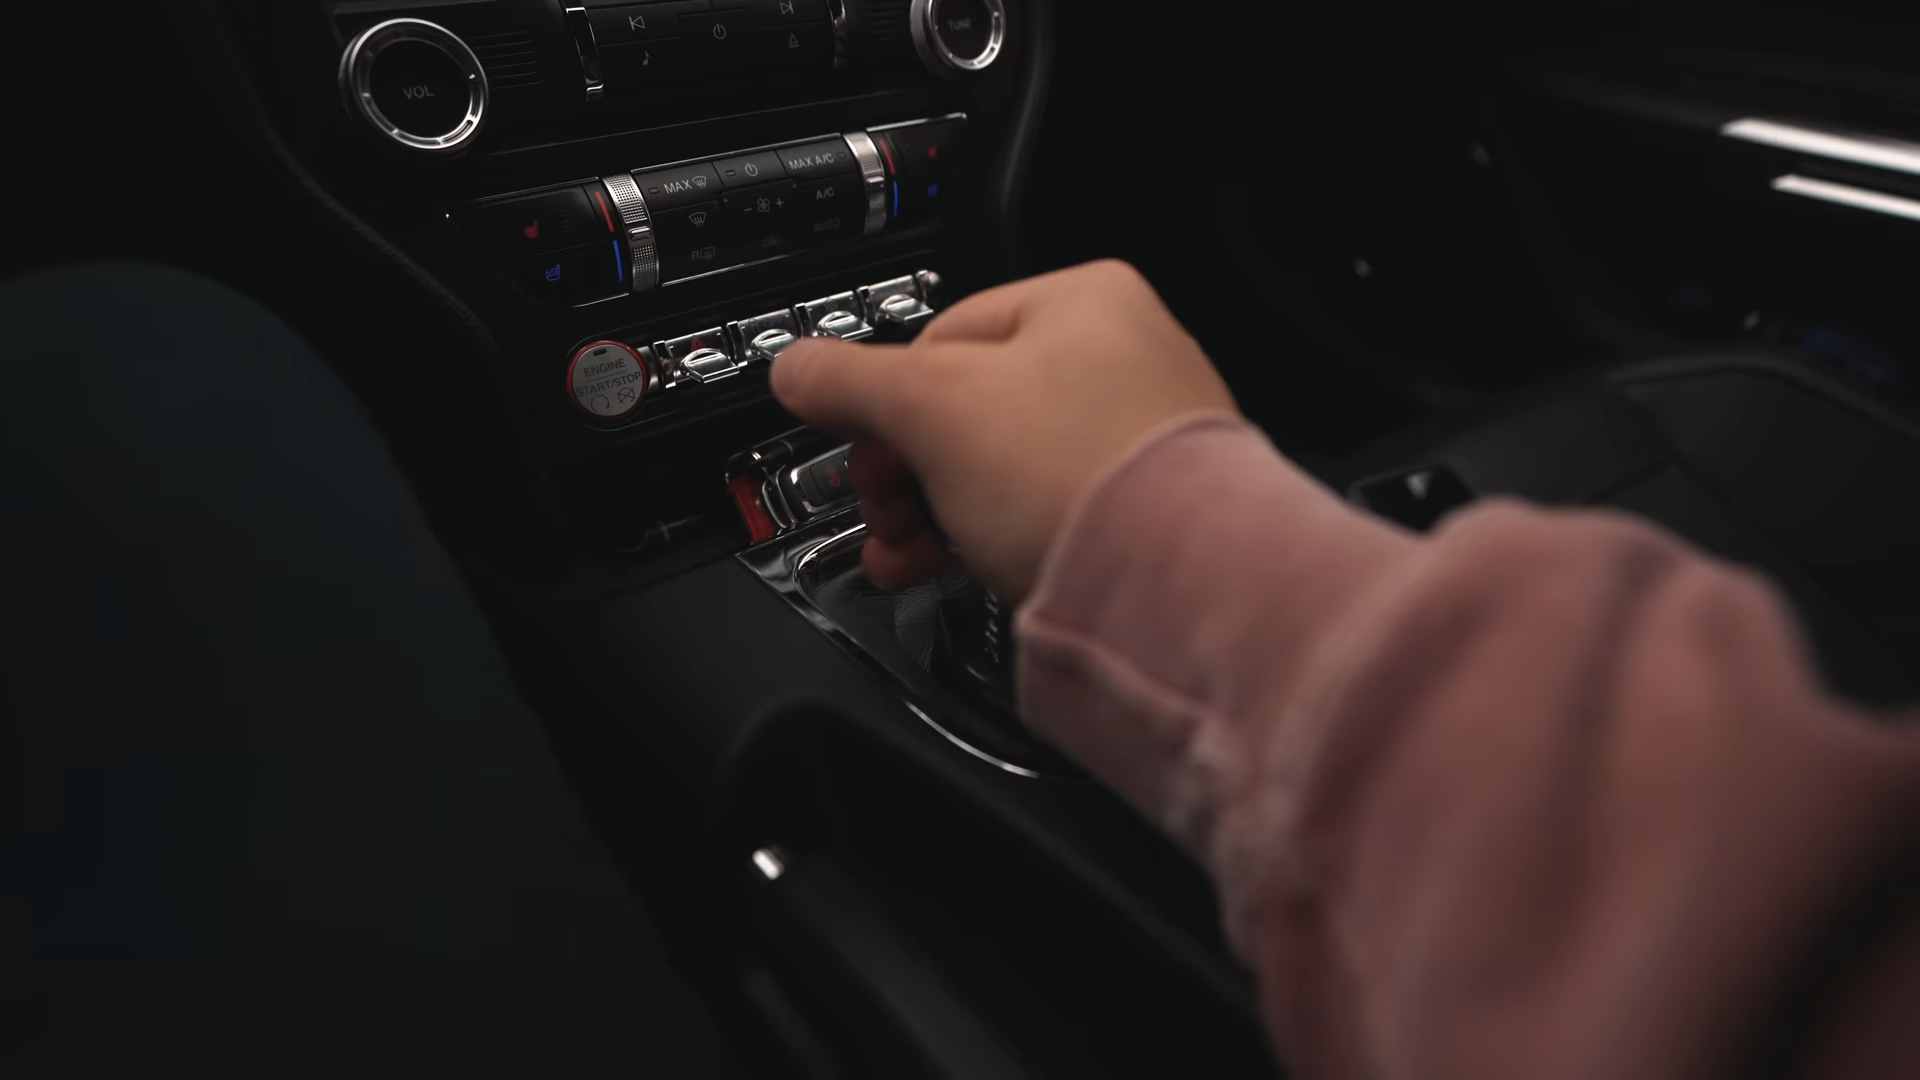 VOL
TUNE
MAX
MAX A/C
A/C
AUTO
R
ENGINE
START/STOP